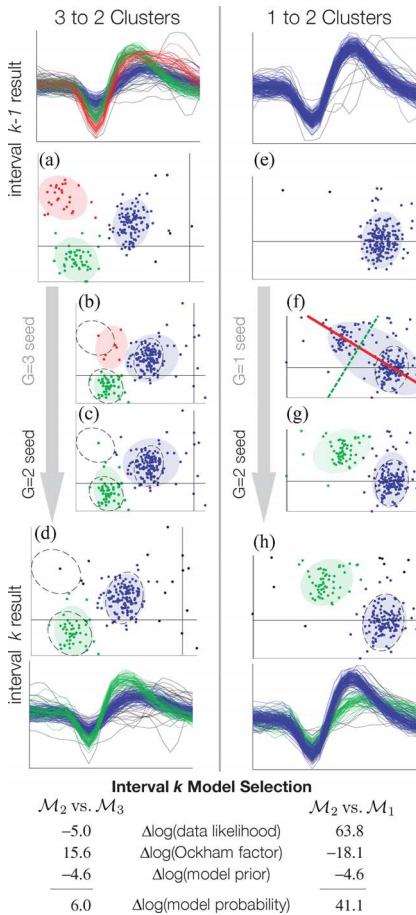 3 to 2 Clusters
1 to 2 Clusters
interval k-1 result
(a)
(e)
(b)
(f)
G=3 seed
G=1 seed
(c)
(g)
G=2 seed
G=2 seed
(d)
(h)
interval k result
Interval k Model Selection
M₂ vs. M₃
M₂ vs. M₁
−5.0 Δlog(data likelihood) 63.8
15.6 Δlog(Ockham factor) −18.1
−4.6 Δlog(model prior) −4.6
6.0 Δlog(model probability) 41.1